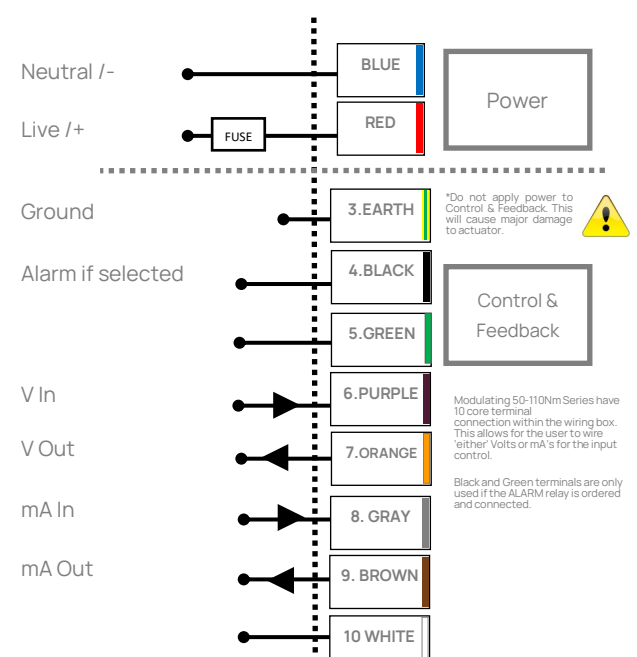 Neutral /-
BLUE
Live /+
FUSE
RED
Power
Ground
3.EARTH
*Do not apply power to
Control & Feedback. This
will cause major damage
to actuator.
Alarm if selected
4.BLACK
5.GREEN
Control &
Feedback
V In
6.PURPLE
V Out
7.ORANGE
Modulating 50-110Nm Series have
10 core terminal
connection within the wiring box.
This allows for the user to wire
'either' Volts or mA's for the input
control.
Black and Green terminals are only
used if the ALARM relay is ordered
and connected.
mA In
8. GRAY
mA Out
9. BROWN
10 WHITE